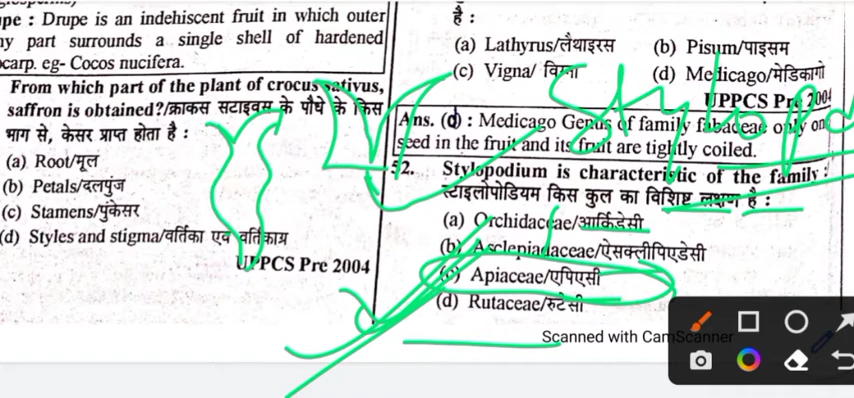 pe : Drupe is an indehiscent fruit in which outer
ny part surrounds a single shell of hardened
ocarp. eg- Cocos nucifera.
From which part of the plant of crocus sativus,
saffron is obtained?/क्राकस सटाइवस के पौधे के किस
भाग से, केसर प्राप्त होता है :
(a) Root/मूल
(b) Petals/दलपुंज
(c) Stamens/पुंकेसर
(d) Styles and stigma/वर्तिका एवं वर्तिकाग्र
UPPCS Pre 2004
है :
(a) Lathyrus/लैथाइरस (b) Pisum/पाइसम
(c) Vigna/ विग्ना (d) Medicago/मेडिकागो
UPPCS Pre 2004
Ans. (d) : Medicago Genus of family fabaceae only on
seed in the fruit and its fruit are tightly coiled.
52. Stylopodium is characteristic of the family :
स्टाइलोपोडियम किस कुल का विशिष्ट लक्षण है :
(a) Orchidaceae/आर्किडेसी
(b) Asclepiadaceae/ऐसक्लीपिएडेसी
(c) Apiaceae/एपिएसी
(d) Rutaceae/रुटेसी
Scanned with CamScanner